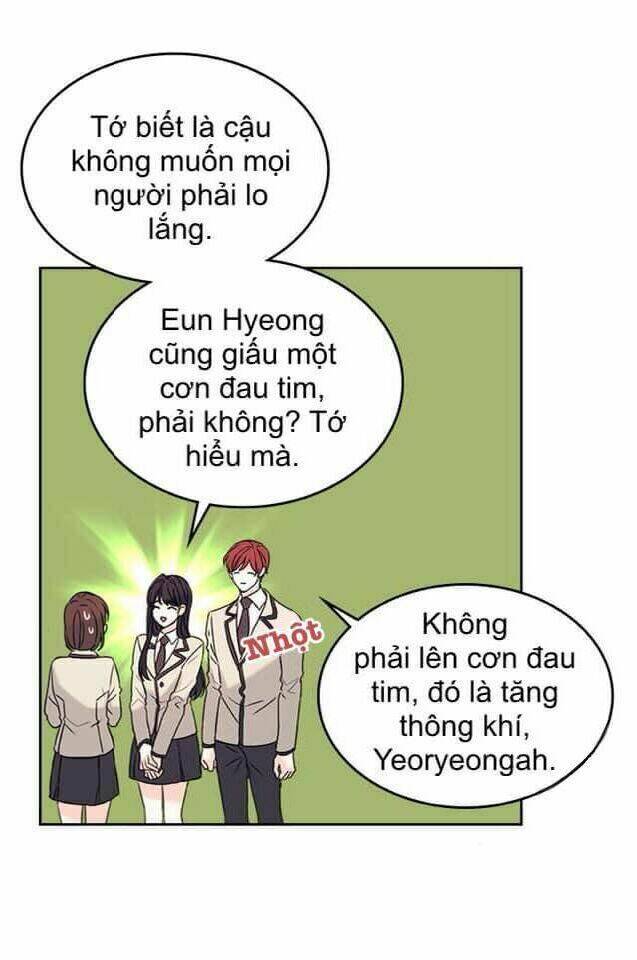 Tớ biết là cậu
không muốn mọi
người phải lo
lắng.
Eun Hyeong
cũng giấu một
cơn đau tim,
phải không? Tớ
hiểu mà.
Nhột
Không
phải lên cơn đau
tim, đó là tăng
thông khí,
Yeoryeongah.